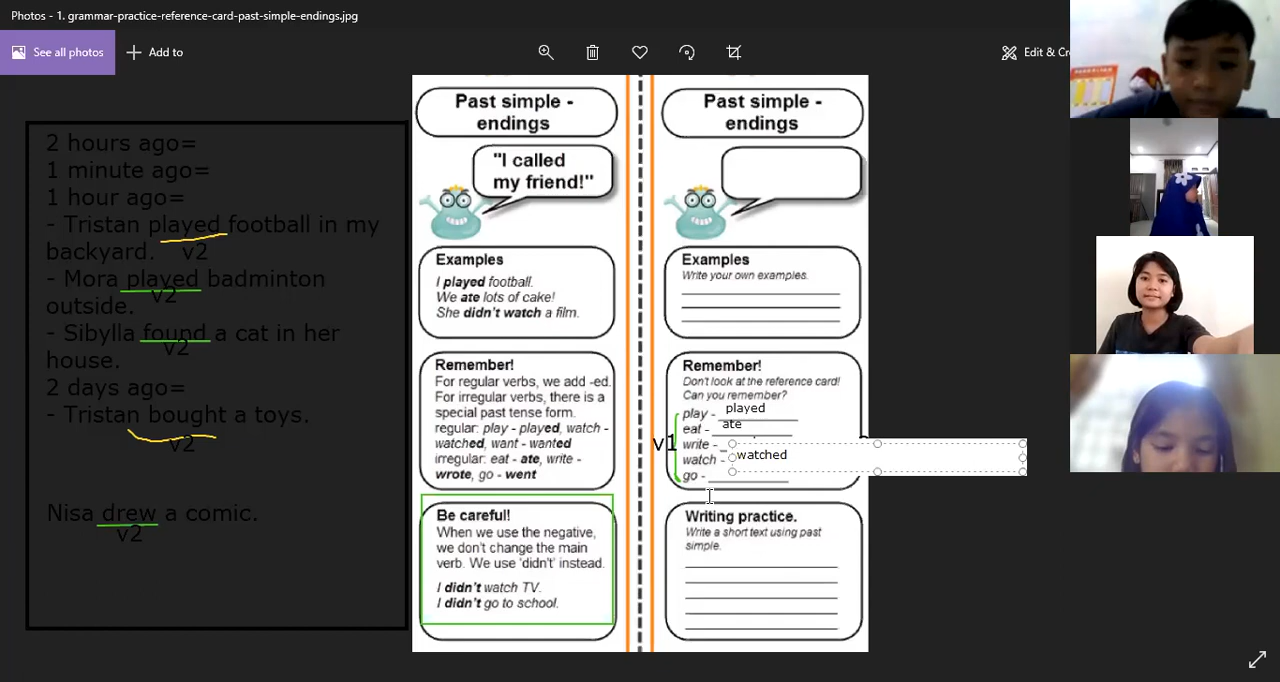 Photos - 1. grammar-practice-reference-card-past-simple-endings.jpg
See all photos
Add to
Edit & Cr
2 hours ago=
1 minute ago=
1 hour ago=
- Tristan played football in my
backyard. v2
- Mora played badminton
v2
outside.
- Sibylla found a cat in her
v2
house.
2 days ago=
- Tristan bought a toys.
v2
Nisa drew a comic.
v2
Past simple -
endings
"I called
my friend!"
Examples
I played football.
We ate lots of cake!
She didn't watch a film.
Remember!
For regular verbs, we add -ed.
For irregular verbs, there is a
special past tense form.
regular: play - played, watch -
watched, want - wanted
irregular: eat - ate, write -
wrote, go - went
Be careful!
When we use the negative,
we don't change the main
verb. We use 'didn't' instead.
I didn't watch TV.
I didn't go to school.
Past simple -
endings
Examples
Write your own examples.
Remember!
Don't look at the reference card!
Can you remember?
play - played
eat - ate
v1 write -
watch - watched
go -
Writing practice.
Write a short text using past
simple.